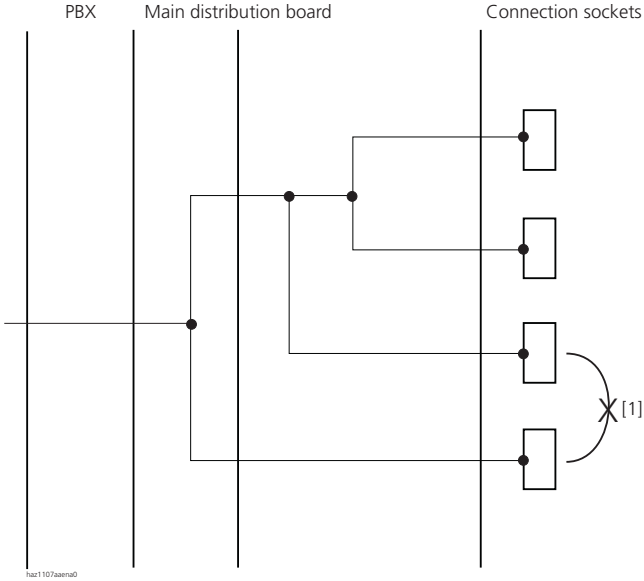 PBX
Main distribution board
Connection sockets
[1]
haz1107aaena0